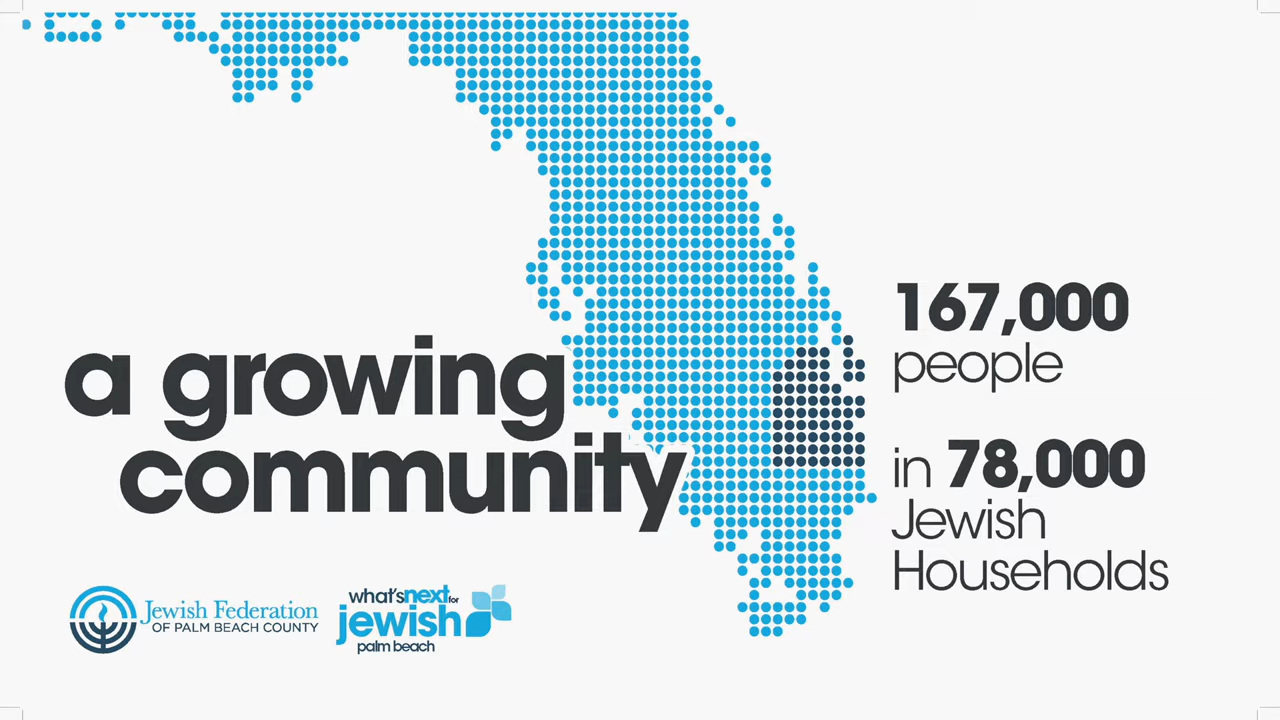 a growing
community
167,000
people
in 78,000
Jewish
Households
Jewish Federation
OF PALM BEACH COUNTY
what'snext for
jewish
palm beach